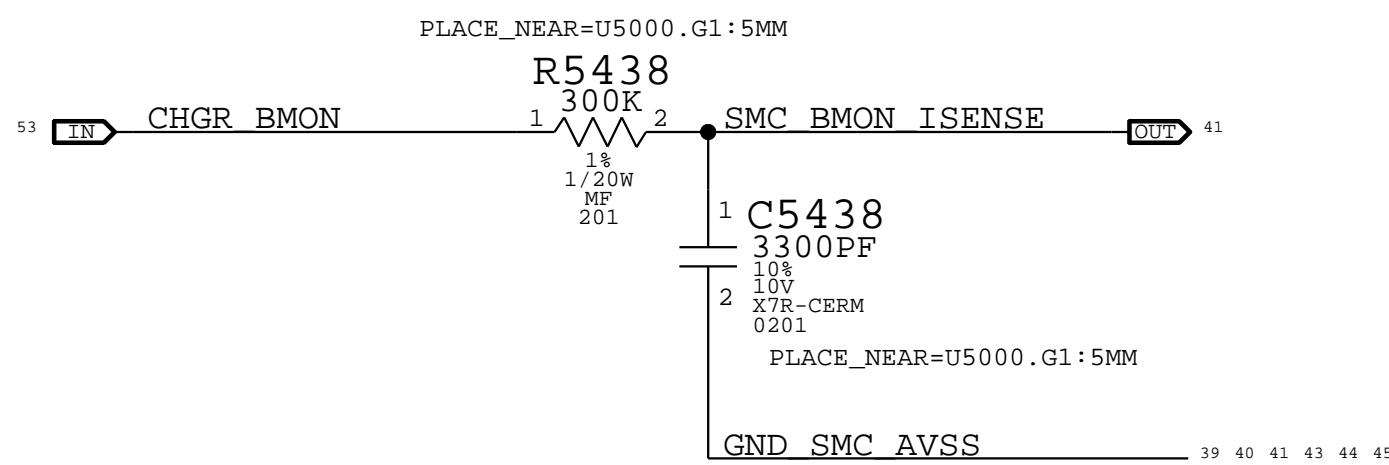 PLACE_NEAR=U5000.G1:5MM
R5438
300K
53 IN CHGR_BMON 1 2 SMC_BMON_ISENSE OUT 41
1%
1/20W
MF
201
1 C5438
3300PF
10%
10V
2 X7R-CERM
0201
PLACE_NEAR=U5000.G1:5MM
GND_SMC_AVSS 39 40 41 43 44 45